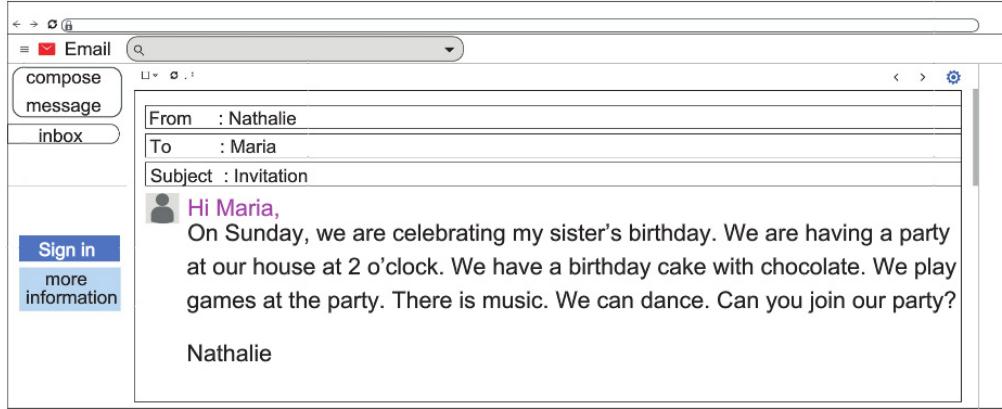 Email
compose
message
inbox
From : Nathalie
To : Maria
Subject : Invitation
Hi Maria,
On Sunday, we are celebrating my sister’s birthday. We are having a party
at our house at 2 o’clock. We have a birthday cake with chocolate. We play
games at the party. There is music. We can dance. Can you join our party?
Nathalie
Sign in
more
information